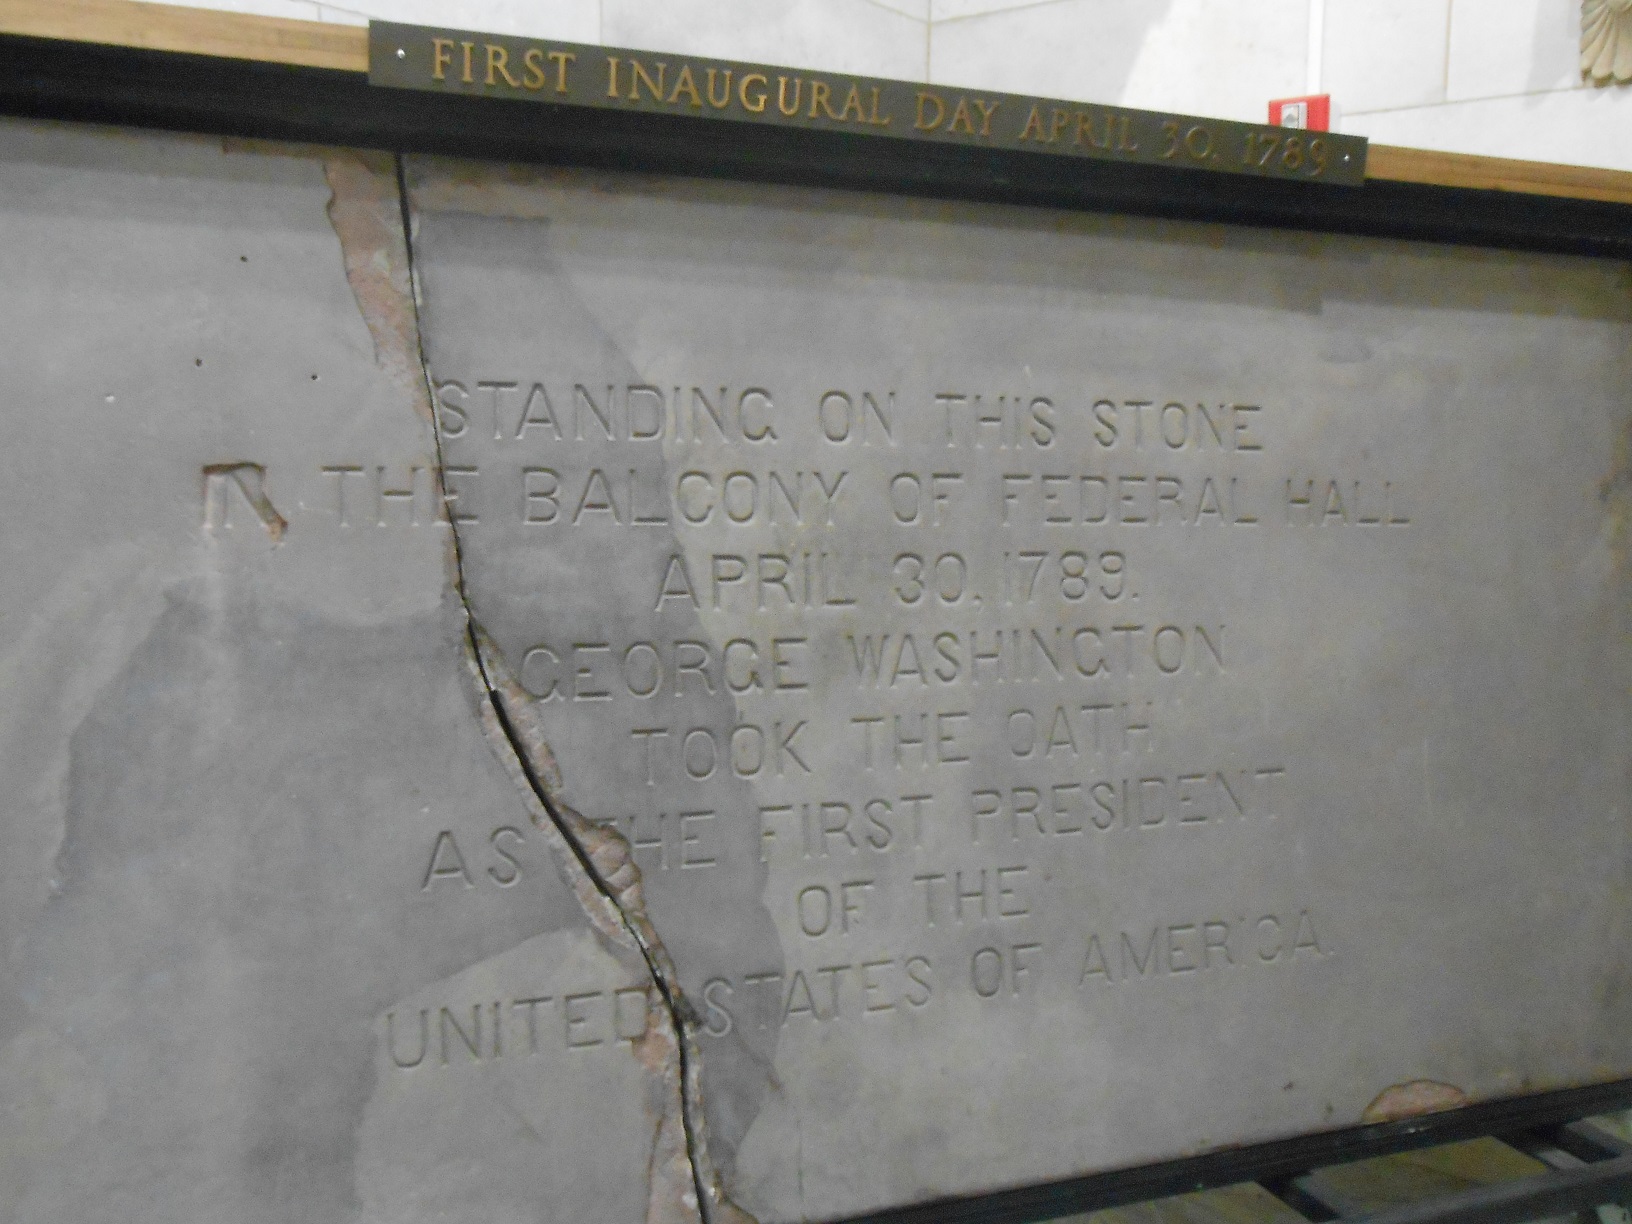 FIRST INAUGURAL DAY APRIL 30. 1789
STANDING ON THIS STONE
IN THE BALCONY OF FEDERAL HALL
APRIL 30, 1789.
GEORGE WASHINGTON
TOOK THE OATH
AS THE FIRST PRESIDENT
OF THE
UNITED STATES OF AMERICA.